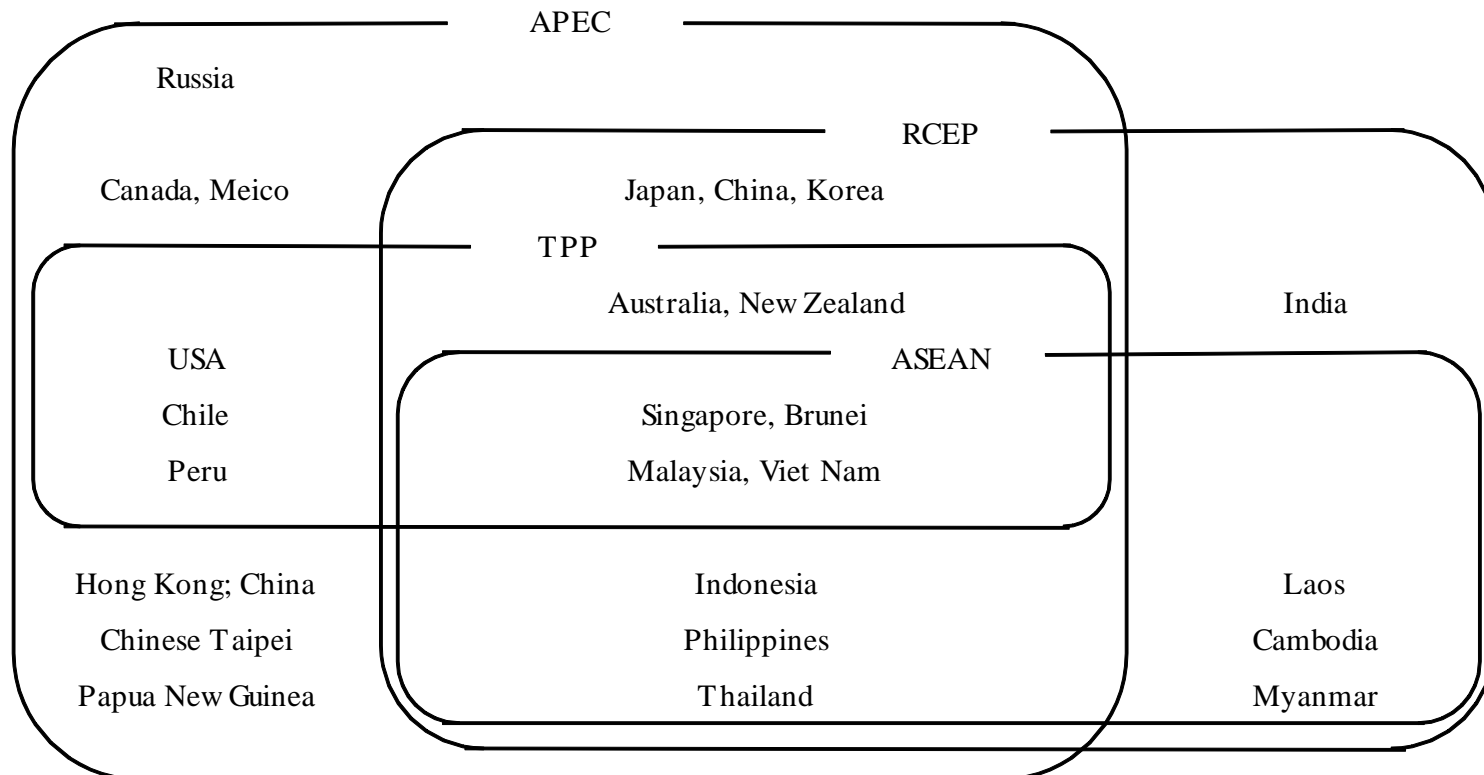 APEC
Russia
RCEP
Canada, Meico
Japan, China, Korea
TPP
Australia, New Zealand
India
USA
ASEAN
Chile
Singapore, Brunei
Peru
Malaysia, Viet Nam
Hong Kong; China
Indonesia
Laos
Chinese Taipei
Philippines
Cambodia
Papua New Guinea
Thailand
Myanmar